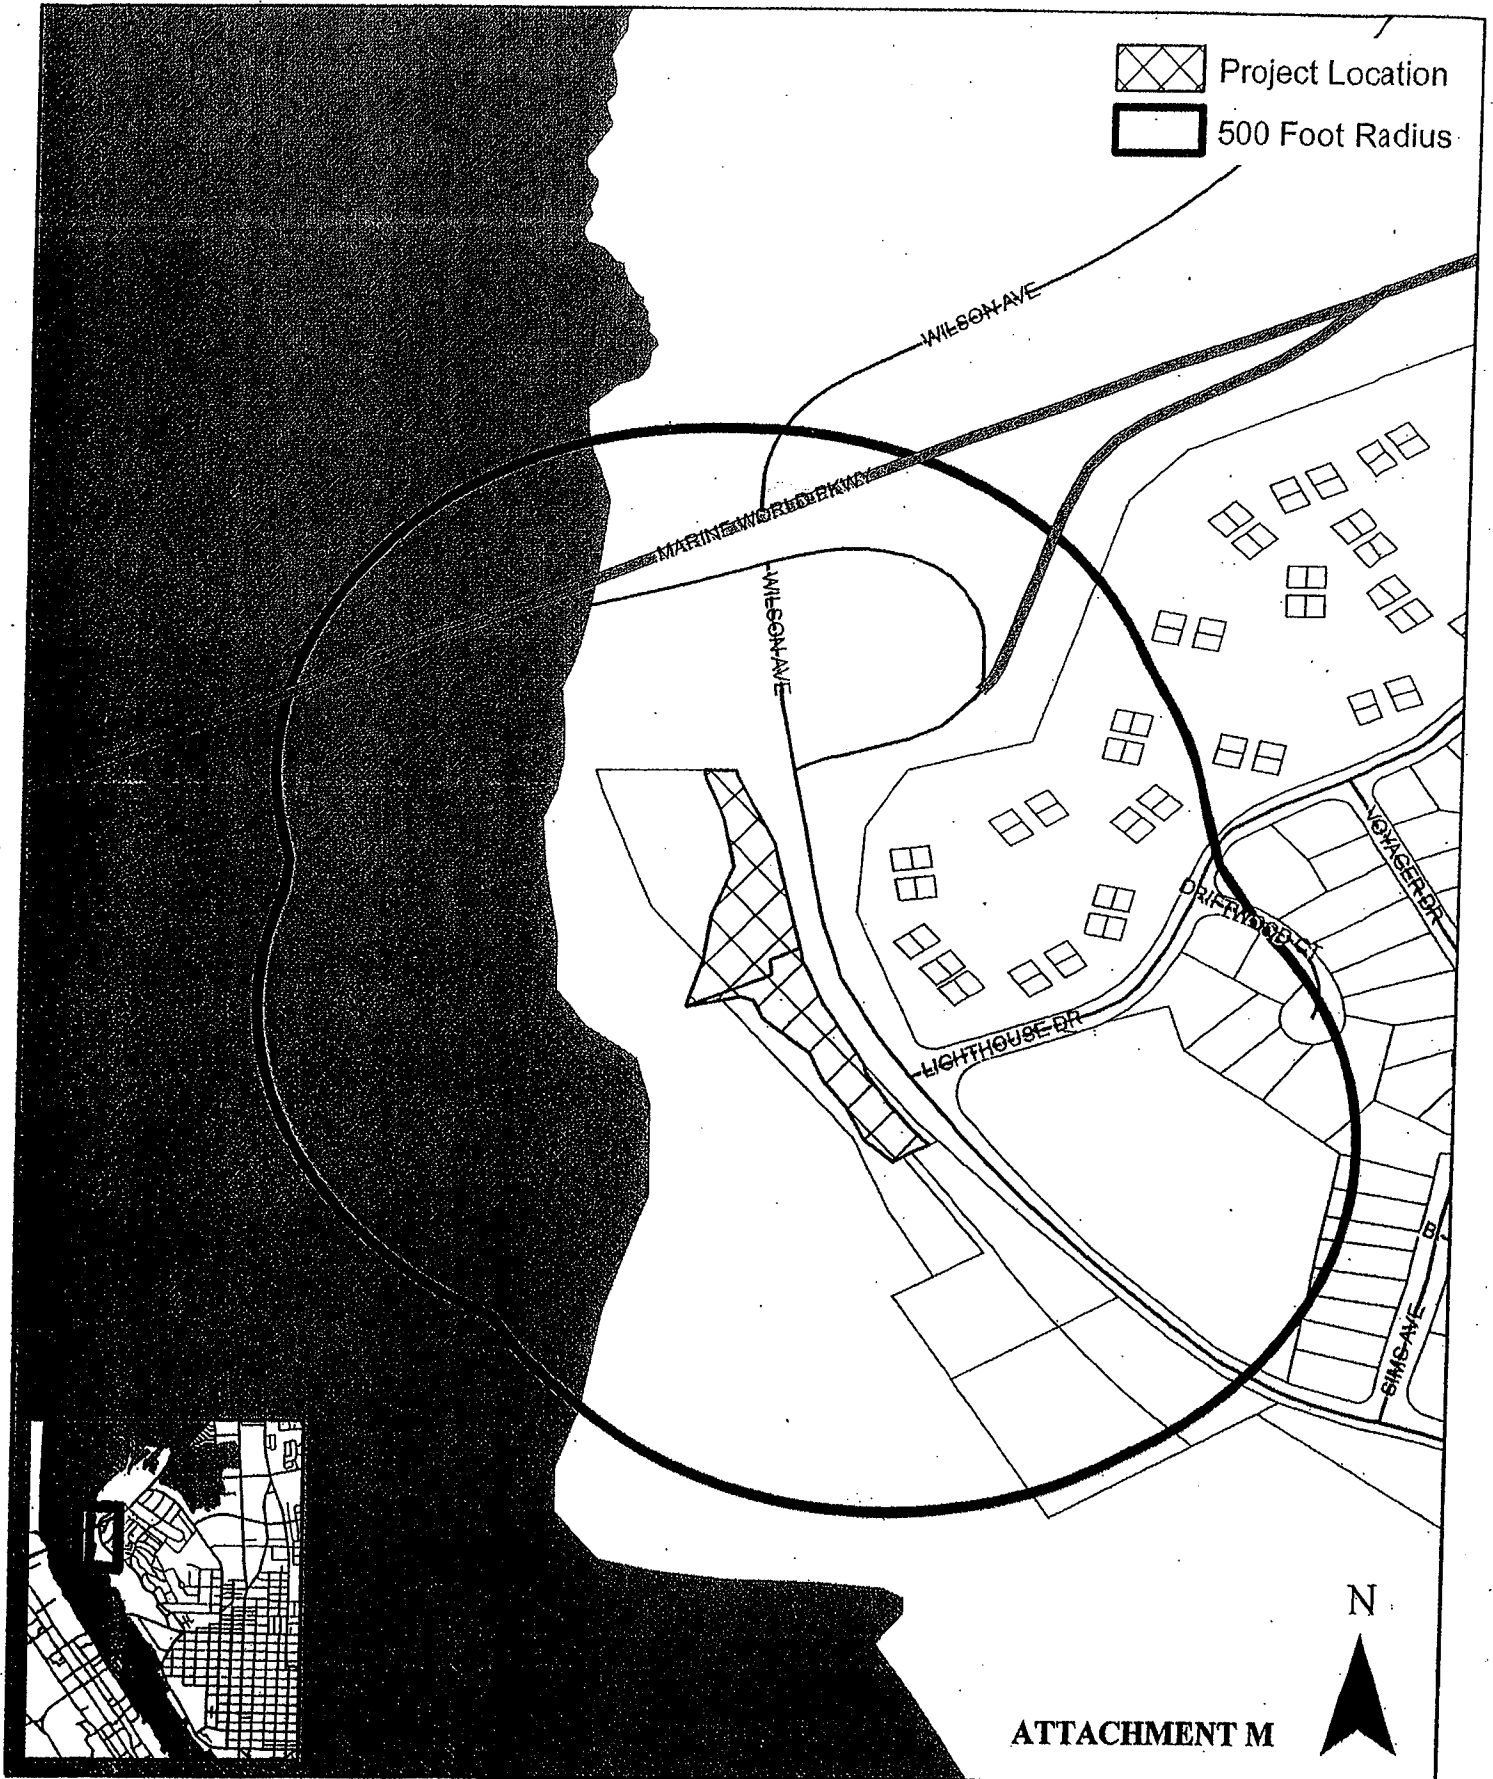 Project Location
500 Foot Radius
WILSON AVE
MARINE WORLD PKWY
WILSON AVE
VOYAGER DR
DRIFTWOOD CT
LIGHTHOUSE DR
B
SIMS AVE
N
ATTACHMENT M